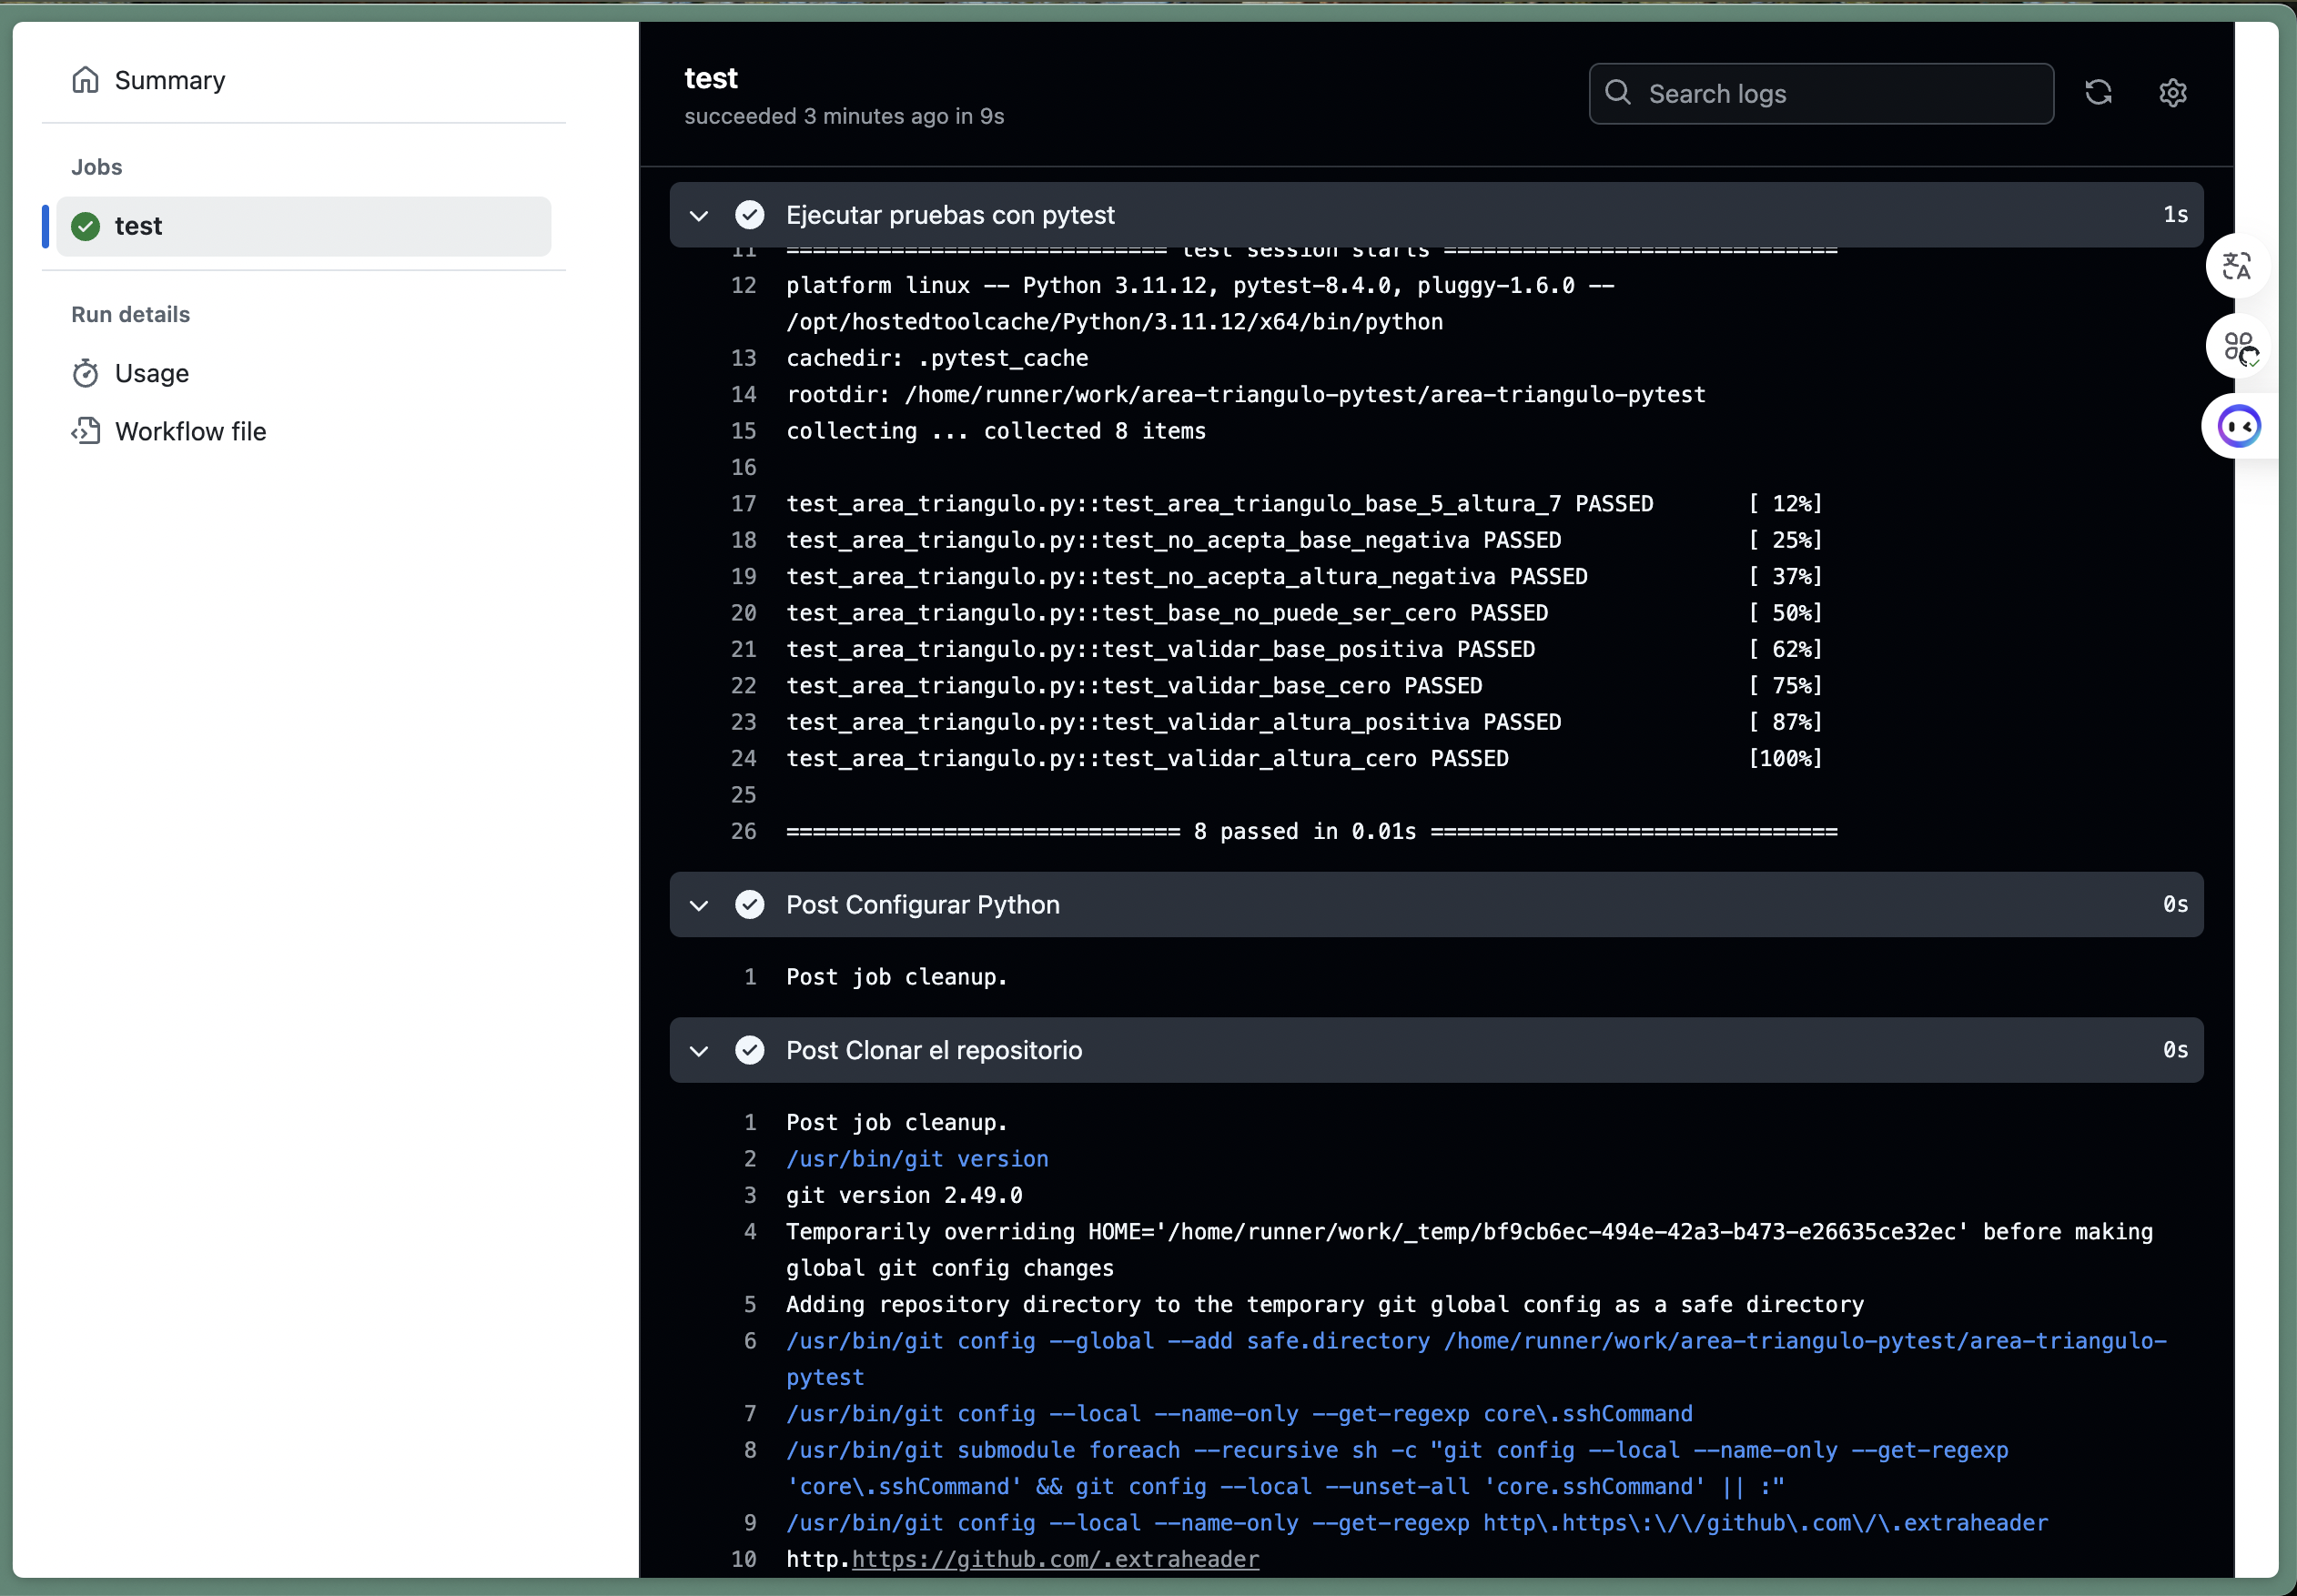 Summary
Jobs
test
Run details
Usage
Workflow file
test
succeeded 3 minutes ago in 9s
Search logs
Ejecutar pruebas con pytest 1s
11 ============================= test session starts ==============================
12 platform linux -- Python 3.11.12, pytest-8.4.0, pluggy-1.6.0 --
/opt/hostedtoolcache/Python/3.11.12/x64/bin/python
13 cachedir: .pytest_cache
14 rootdir: /home/runner/work/area-triangulo-pytest/area-triangulo-pytest
15 collecting ... collected 8 items
16
17 test_area_triangulo.py::test_area_triangulo_base_5_altura_7 PASSED [ 12%]
18 test_area_triangulo.py::test_no_acepta_base_negativa PASSED [ 25%]
19 test_area_triangulo.py::test_no_acepta_altura_negativa PASSED [ 37%]
20 test_area_triangulo.py::test_base_no_puede_ser_cero PASSED [ 50%]
21 test_area_triangulo.py::test_validar_base_positiva PASSED [ 62%]
22 test_area_triangulo.py::test_validar_base_cero PASSED [ 75%]
23 test_area_triangulo.py::test_validar_altura_positiva PASSED [ 87%]
24 test_area_triangulo.py::test_validar_altura_cero PASSED [100%]
25
26 ============================== 8 passed in 0.01s ===============================
Post Configurar Python 0s
1 Post job cleanup.
Post Clonar el repositorio 0s
1 Post job cleanup.
2 /usr/bin/git version
3 git version 2.49.0
4 Temporarily overriding HOME='/home/runner/work/_temp/bf9cb6ec-494e-42a3-b473-e26635ce32ec' before making
global git config changes
5 Adding repository directory to the temporary git global config as a safe directory
6 /usr/bin/git config --global --add safe.directory /home/runner/work/area-triangulo-pytest/area-triangulo-
pytest
7 /usr/bin/git config --local --name-only --get-regexp core\.sshCommand
8 /usr/bin/git submodule foreach --recursive sh -c "git config --local --name-only --get-regexp
'core\.sshCommand' && git config --local --unset-all 'core.sshCommand' || :"
9 /usr/bin/git config --local --name-only --get-regexp http\.https\:\/\/github\.com\/\.extraheader
10 http.https://github.com/.extraheader